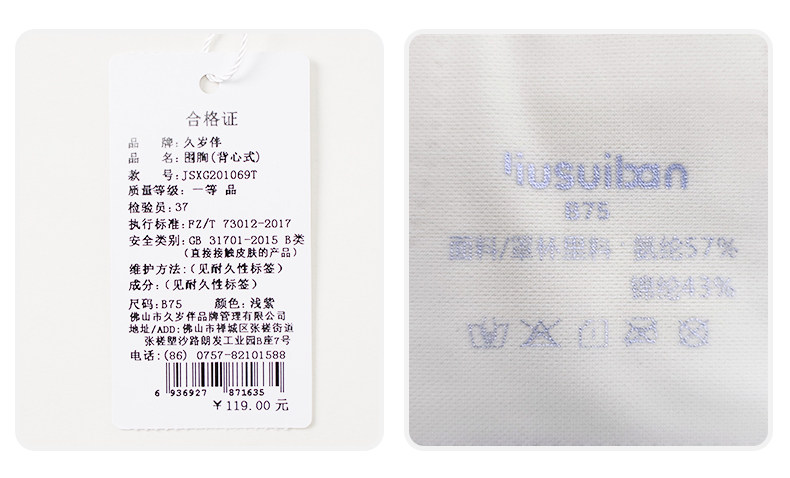 合格证
品 牌: 久岁伴
品 名: 围胸(背心式)
款 号: JSXG201069T
质量等级: 一等 品
检验员: 37
执行标准: FZ/T 73012-2017
安全类别: GB 31701-2015 B类
(直接接触皮肤的产品)
维护方法:(见耐久性标签)
成分:(见耐久性标签)
尺码: B75 颜色: 浅紫
佛山市久岁伴品牌管理有限公司
地址/ADD: 佛山市禅城区张槎街道
张槎塱沙路朗发工业园B座7号
电话: (86) 0757-82101588
6 936927 871635
￥119.00 元
jiusuiban
B75
面料/罩杯里料 氨纶57%
锦纶43%